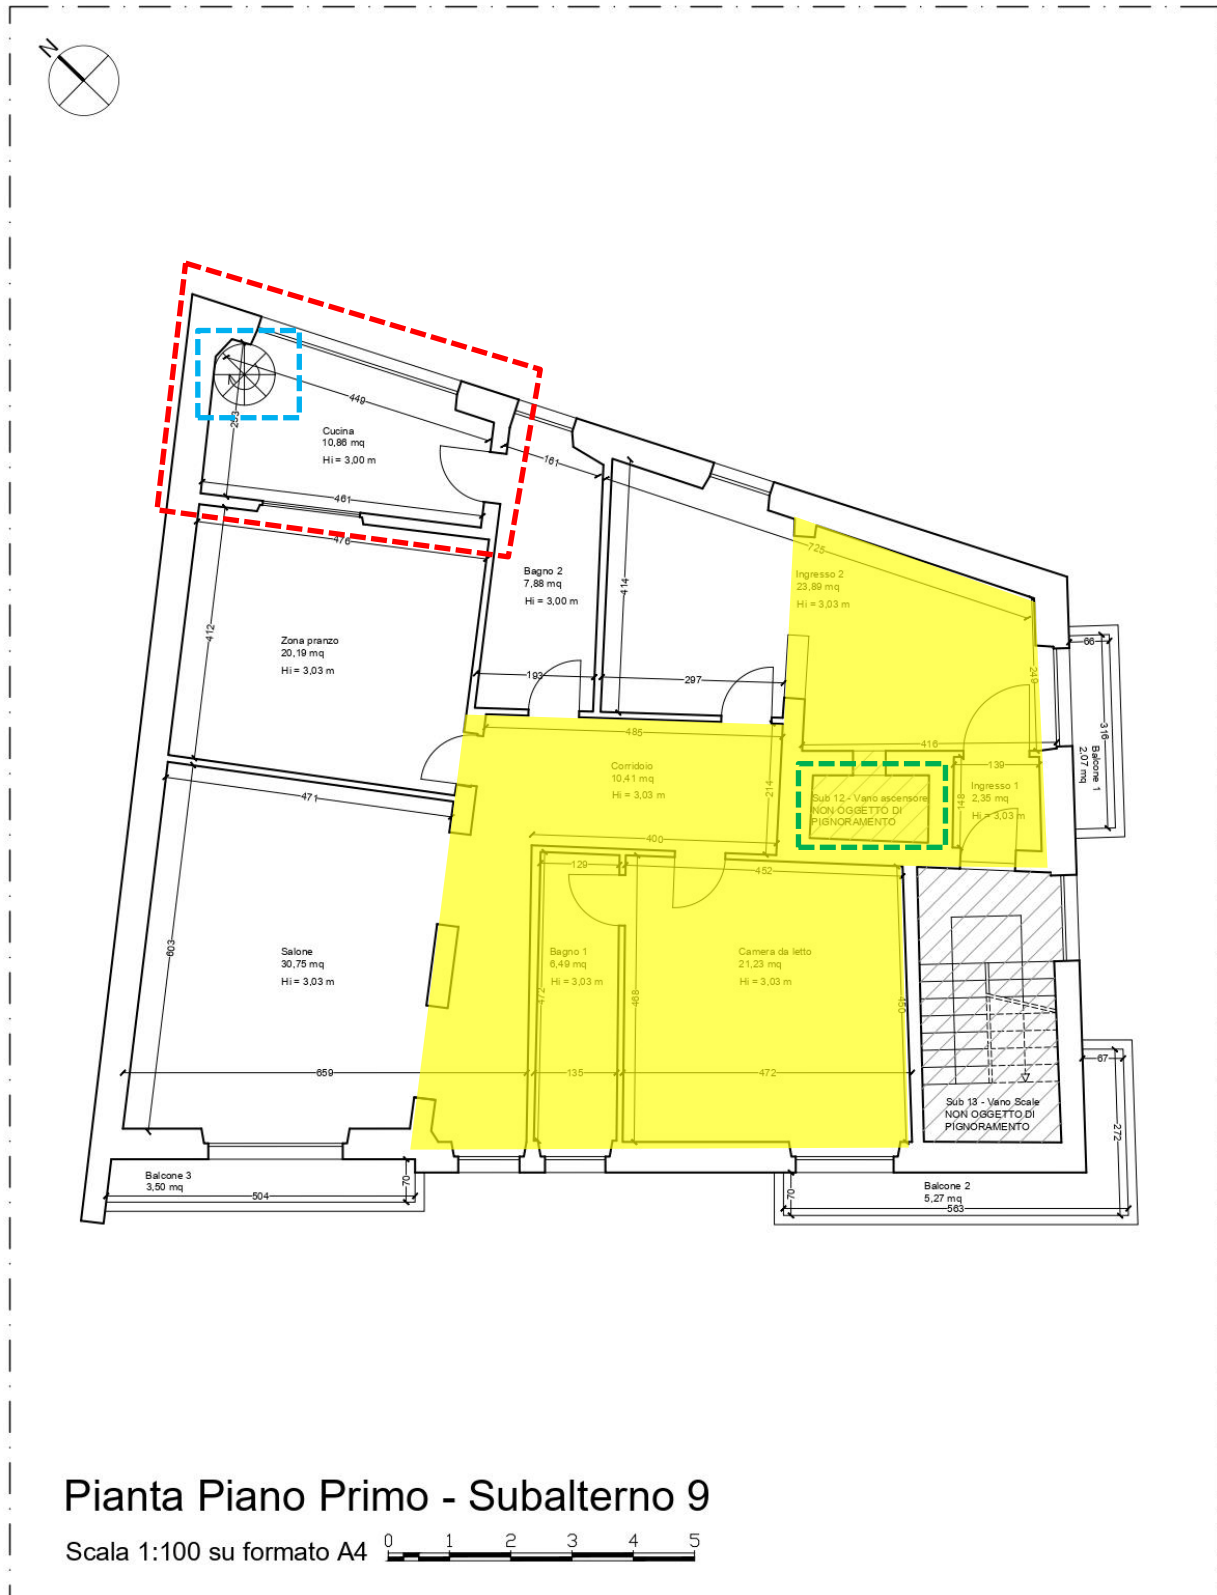 N
449
253
Cucina
10,86 mq
Hi = 3,00 m
161
461
476
725
Bagno 2
7,88 mq
Hi = 3,00 m
414
Ingresso 2
23,89 mq
Hi = 3,03 m
412
Zona pranzo
20,19 mq
Hi = 3,03 m
66
249
193
297
316
Balcone 1
2,07 mq
485
416
Corridoio
10,41 mq
Hi = 3,03 m
214
139
148
Ingresso 1
2,35 mq
Hi = 3,03 m
Sub 12 - Vano ascensore
NON OGGETTO DI
PIGNORAMENTO
471
400
129
452
603
Salone
30,75 mq
Hi = 3,03 m
Bagno 1
6,49 mq
Hi = 3,03 m
472
468
Camera da letto
21,23 mq
Hi = 3,03 m
450
659
135
472
67
272
Sub 13 - Vano Scale
NON OGGETTO DI
PIGNORAMENTO
Balcone 3
3,50 mq
70
504
70
Balcone 2
5,27 mq
563
Pianta Piano Primo - Subalterno 9
Scala 1:100 su formato A4
0 1 2 3 4 5